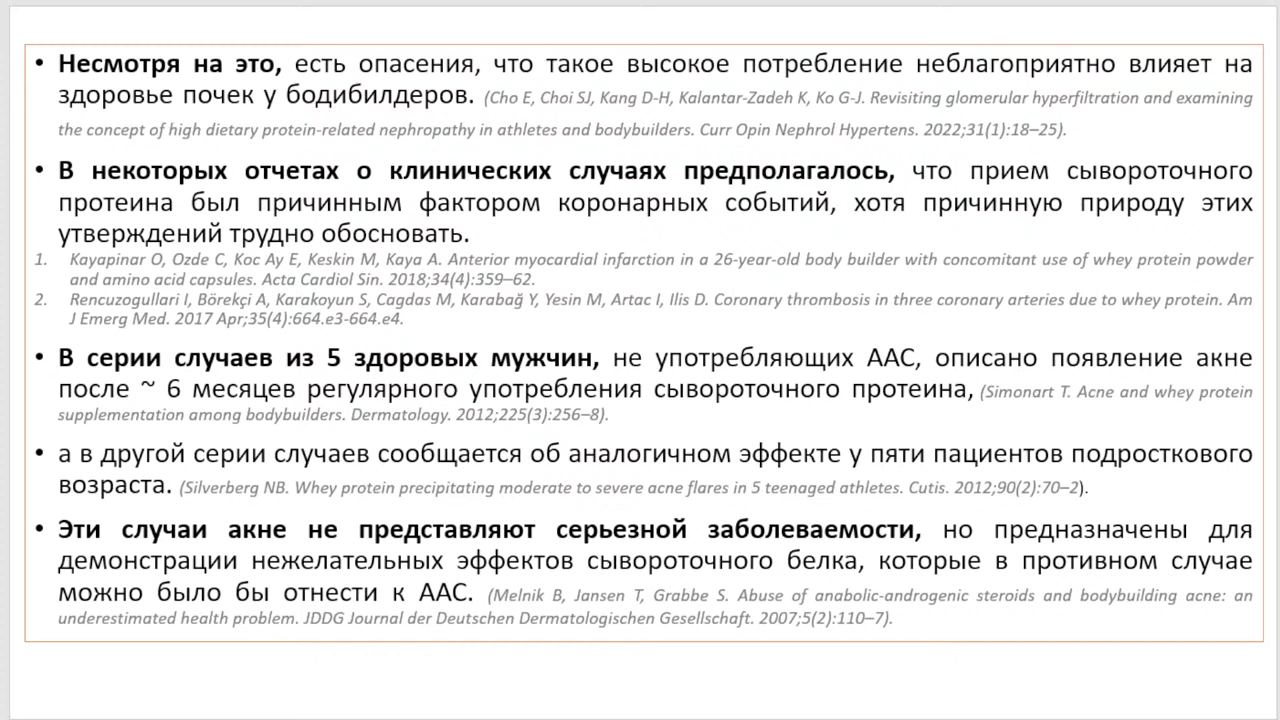 • Несмотря на это, есть опасения, что такое высокое потребление неблагоприятно влияет на
здоровье почек у бодибилдеров. (Cho E, Choi SJ, Kang D-H, Kalantar-Zadeh K, Ko G-J. Revisiting glomerular hyperfiltration and examining
the concept of high dietary protein-related nephropathy in athletes and bodybuilders. Curr Opin Nephrol Hypertens. 2022;31(1):18–25).
• В некоторых отчетах о клинических случаях предполагалось, что прием сывороточного
протеина был причинным фактором коронарных событий, хотя причинную природу этих
утверждений трудно обосновать.
1. Kayapinar O, Ozde C, Koc Ay E, Keskin M, Kaya A. Anterior myocardial infarction in a 26-year-old body builder with concomitant use of whey protein powder
and amino acid capsules. Acta Cardiol Sin. 2018;34(4):359–62.
2. Rencuzogullari I, Börekçi A, Karakoyun S, Cagdas M, Karabağ Y, Yesin M, Artac I, Ilis D. Coronary thrombosis in three coronary arteries due to whey protein. Am
J Emerg Med. 2017 Apr;35(4):664.e3-664.e4.
• В серии случаев из 5 здоровых мужчин, не употребляющих ААС, описано появление акне
после ~ 6 месяцев регулярного употребления сывороточного протеина, (Simonart T. Acne and whey protein
supplementation among bodybuilders. Dermatology. 2012;225(3):256–8).
• а в другой серии случаев сообщается об аналогичном эффекте у пяти пациентов подросткового
возраста. (Silverberg NB. Whey protein precipitating moderate to severe acne flares in 5 teenaged athletes. Cutis. 2012;90(2):70–2).
• Эти случаи акне не представляют серьезной заболеваемости, но предназначены для
демонстрации нежелательных эффектов сывороточного белка, которые в противном случае
можно было бы отнести к ААС. (Melnik B, Jansen T, Grabbe S. Abuse of anabolic-androgenic steroids and bodybuilding acne: an
underestimated health problem. JDDG Journal der Deutschen Dermatologischen Gesellschaft. 2007;5(2):110–7).